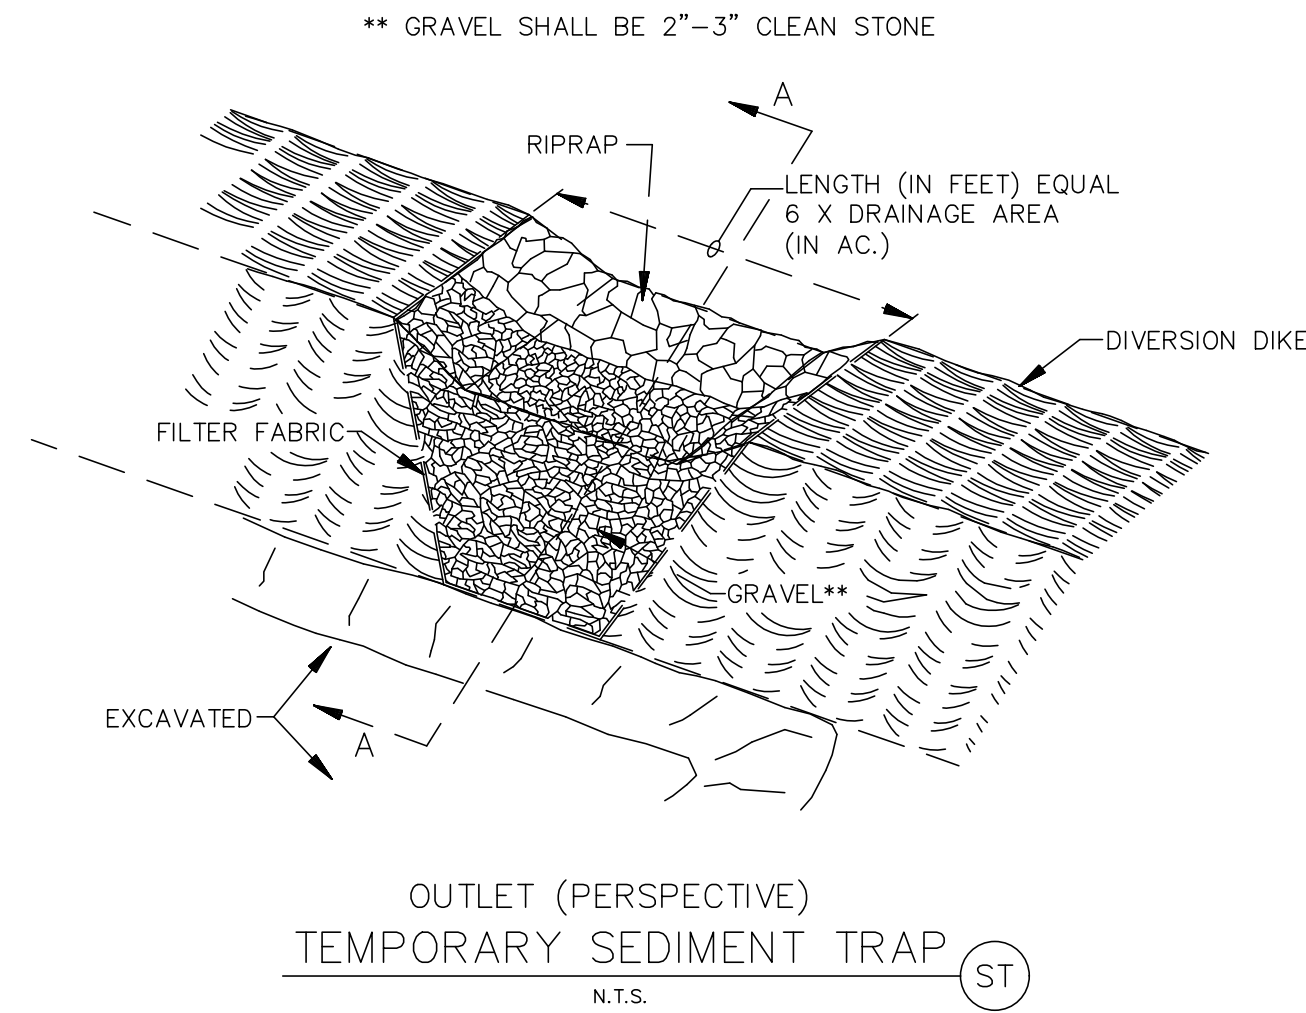 ** GRAVEL SHALL BE 2”–3” CLEAN STONE
A
RIPRAP
LENGTH (IN FEET) EQUAL
6 X DRAINAGE AREA
(IN AC.)
DIVERSION DIKE
FILTER FABRIC
GRAVEL**
EXCAVATED
A
OUTLET (PERSPECTIVE)
TEMPORARY SEDIMENT TRAP
ST
N.T.S.